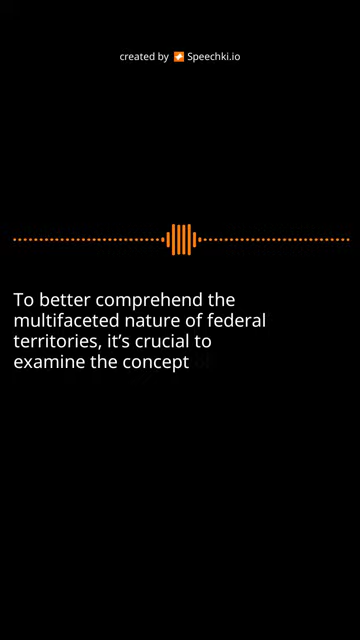 created by Speechki.io
To better comprehend the
multifaceted nature of federal
territories, it’s crucial to
examine the concept